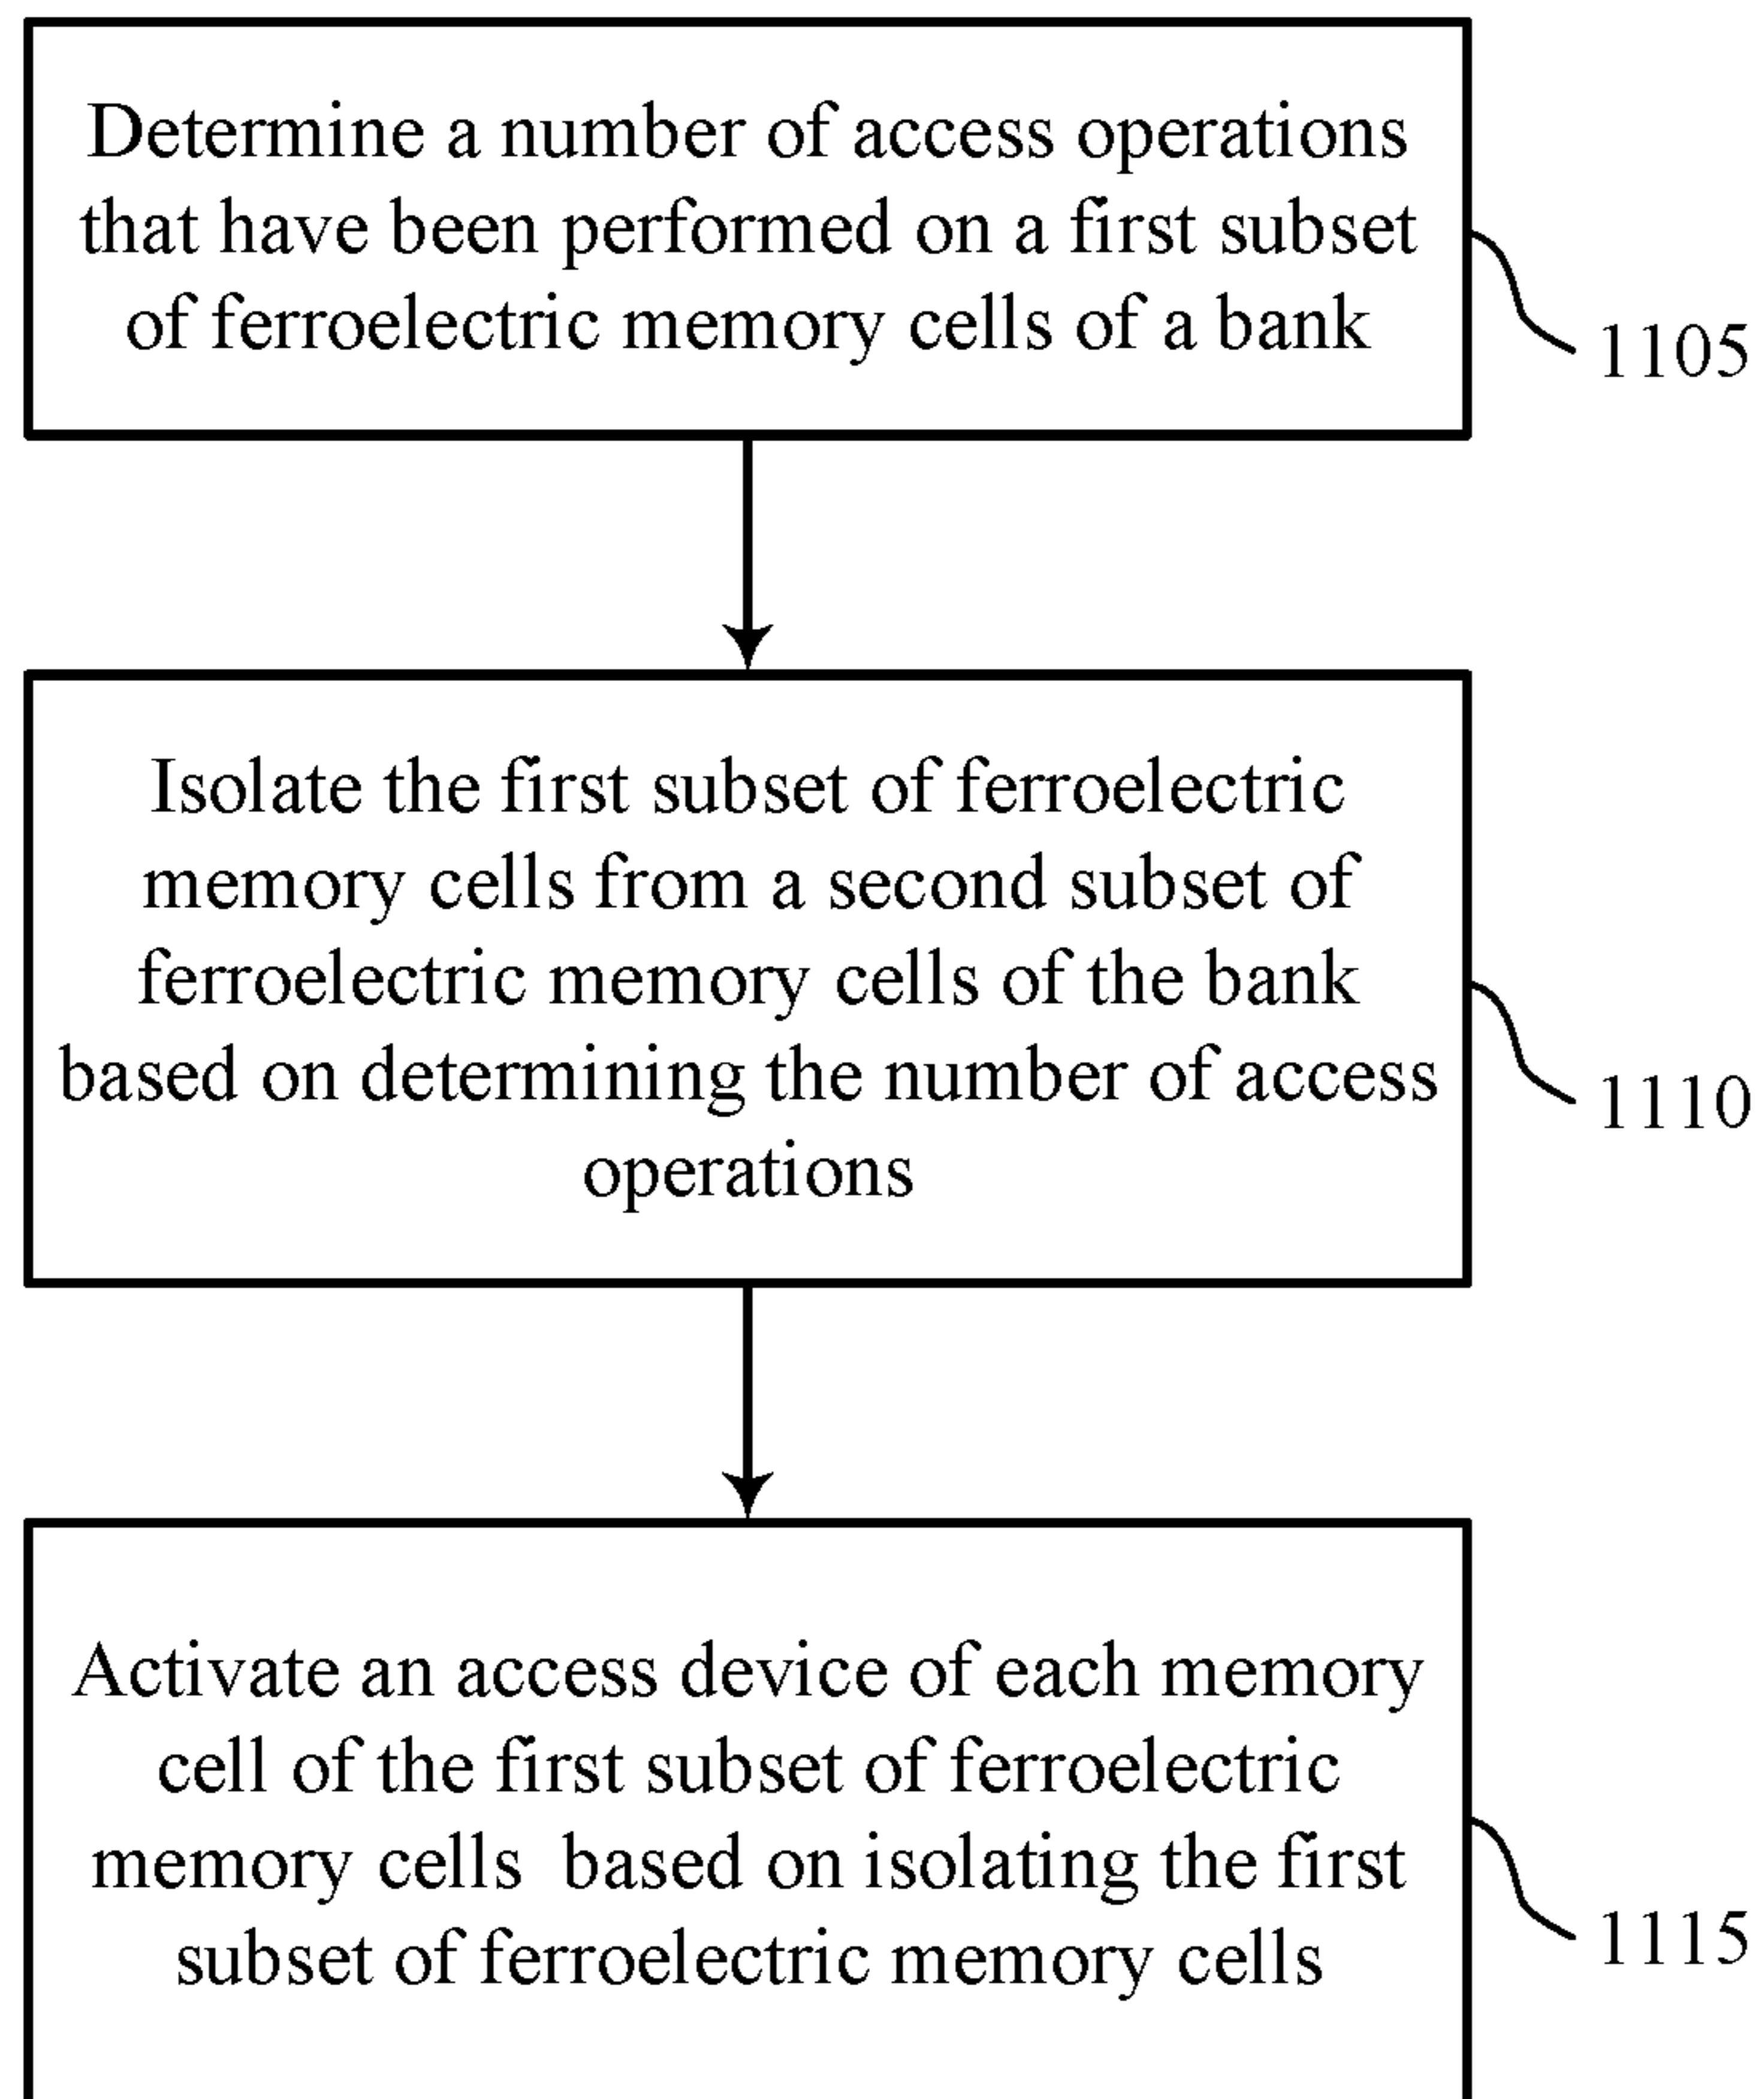 Determine a number of access operations
that have been performed on a first subset
of ferroelectric memory cells of a bank
1105
Isolate the first subset of ferroelectric
memory cells from a second subset of
ferroelectric memory cells of the bank
based on determining the number of access
operations
1110
Activate an access device of each memory
cell of the first subset of ferroelectric
memory cells  based on isolating the first
subset of ferroelectric memory cells
1115